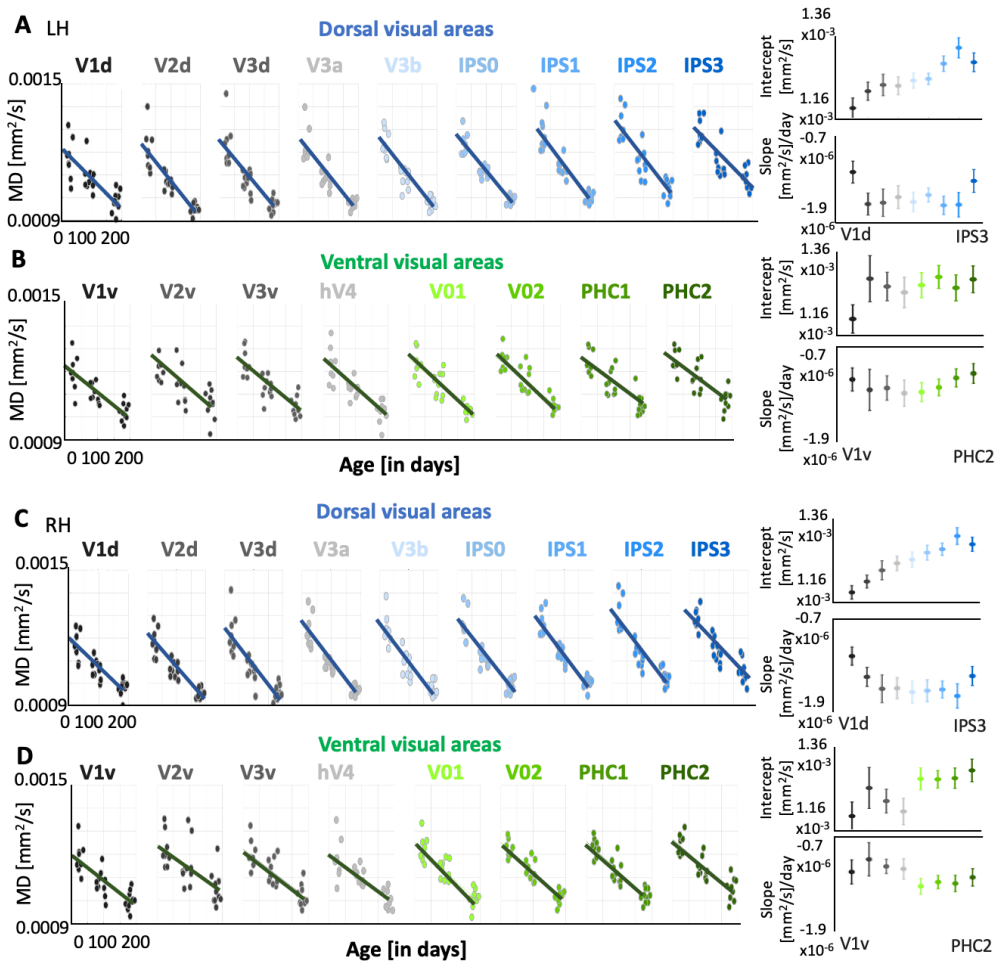 A LH Dorsal visual areas
V1d V2d V3d V3a V3b IPS0 IPS1 IPS2 IPS3
MD [mm²/s]
0.0015
0.0009
0 100 200
Intercept
[mm²/s]
1.36
x10⁻³
1.16
x10⁻³
Slope
[mm²/s]/day
-0.7
x10⁻⁶
-1.9
x10⁻⁶
V1d IPS3
B Ventral visual areas
V1v V2v V3v hV4 V01 V02 PHC1 PHC2
MD [mm²/s]
0.0015
0.0009
0 100 200
Age [in days]
Intercept
[mm²/s]
1.36
x10⁻³
1.16
x10⁻³
Slope
[mm²/s]/day
-0.7
x10⁻⁶
-1.9
x10⁻⁶
V1v PHC2
C RH Dorsal visual areas
V1d V2d V3d V3a V3b IPS0 IPS1 IPS2 IPS3
MD [mm²/s]
0.0015
0.0009
0 100 200
Intercept
[mm²/s]
1.36
x10⁻³
1.16
x10⁻³
Slope
[mm²/s]/day
-0.7
x10⁻⁶
-1.9
x10⁻⁶
V1d IPS3
D Ventral visual areas
V1v V2v V3v hV4 V01 V02 PHC1 PHC2
MD [mm²/s]
0.0015
0.0009
0 100 200
Age [in days]
Intercept
[mm²/s]
1.36
x10⁻³
1.16
x10⁻³
Slope
[mm²/s]/day
-0.7
x10⁻⁶
-1.9
x10⁻⁶
V1v PHC2